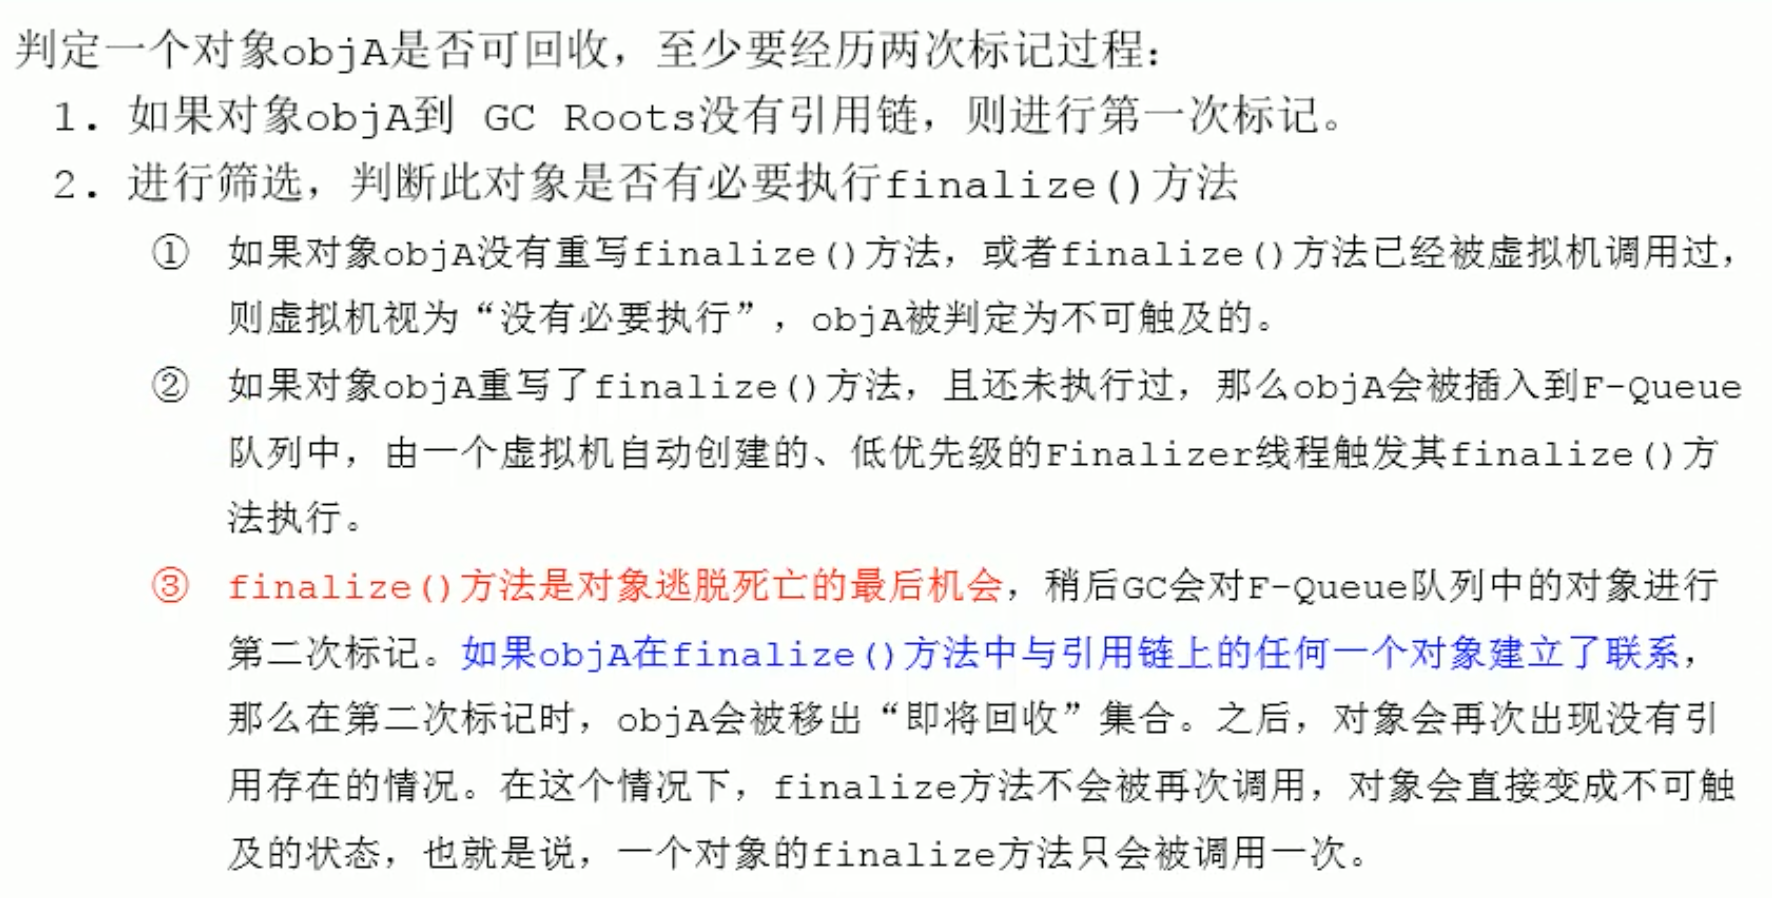 判定一个对象objA是否可回收，至少要经历两次标记过程：
1. 如果对象objA到 GC Roots没有引用链，则进行第一次标记。
2. 进行筛选，判断此对象是否有必要执行finalize()方法
① 如果对象objA没有重写finalize()方法，或者finalize()方法已经被虚拟机调用过，
则虚拟机视为“没有必要执行”，objA被判定为不可触及的。
② 如果对象objA重写了finalize()方法，且还未执行过，那么objA会被插入到F-Queue
队列中，由一个虚拟机自动创建的、低优先级的Finalizer线程触发其finalize()方
法执行。
③ finalize()方法是对象逃脱死亡的最后机会，稍后GC会对F-Queue队列中的对象进行
第二次标记。如果objA在finalize()方法中与引用链上的任何一个对象建立了联系，
那么在第二次标记时，objA会被移出“即将回收”集合。之后，对象会再次出现没有引
用存在的情况。在这个情况下，finalize方法不会被再次调用，对象会直接变成不可触
及的状态，也就是说，一个对象的finalize方法只会被调用一次。